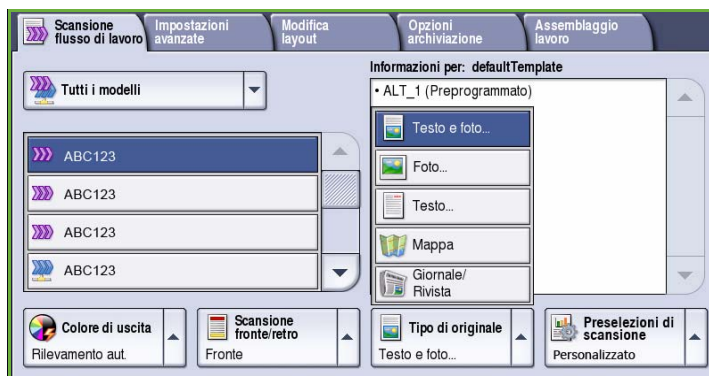 Scansione
flusso di lavoro
Impostazioni
avanzate
Modifica
layout
Opzioni
archiviazione
Assemblaggio
lavoro
Tutti i modelli
Informazioni per: defaultTemplate
• ALT_1 (Preprogrammato)
ABC123
ABC123
ABC123
ABC123
Testo e foto...
Foto...
Testo...
Mappa
Giornale/
Rivista
Colore di uscita
Rilevamento aut.
Scansione
fronte/retro
Fronte
Tipo di originale
Testo e foto...
Preselezioni di
scansione
Personalizzato